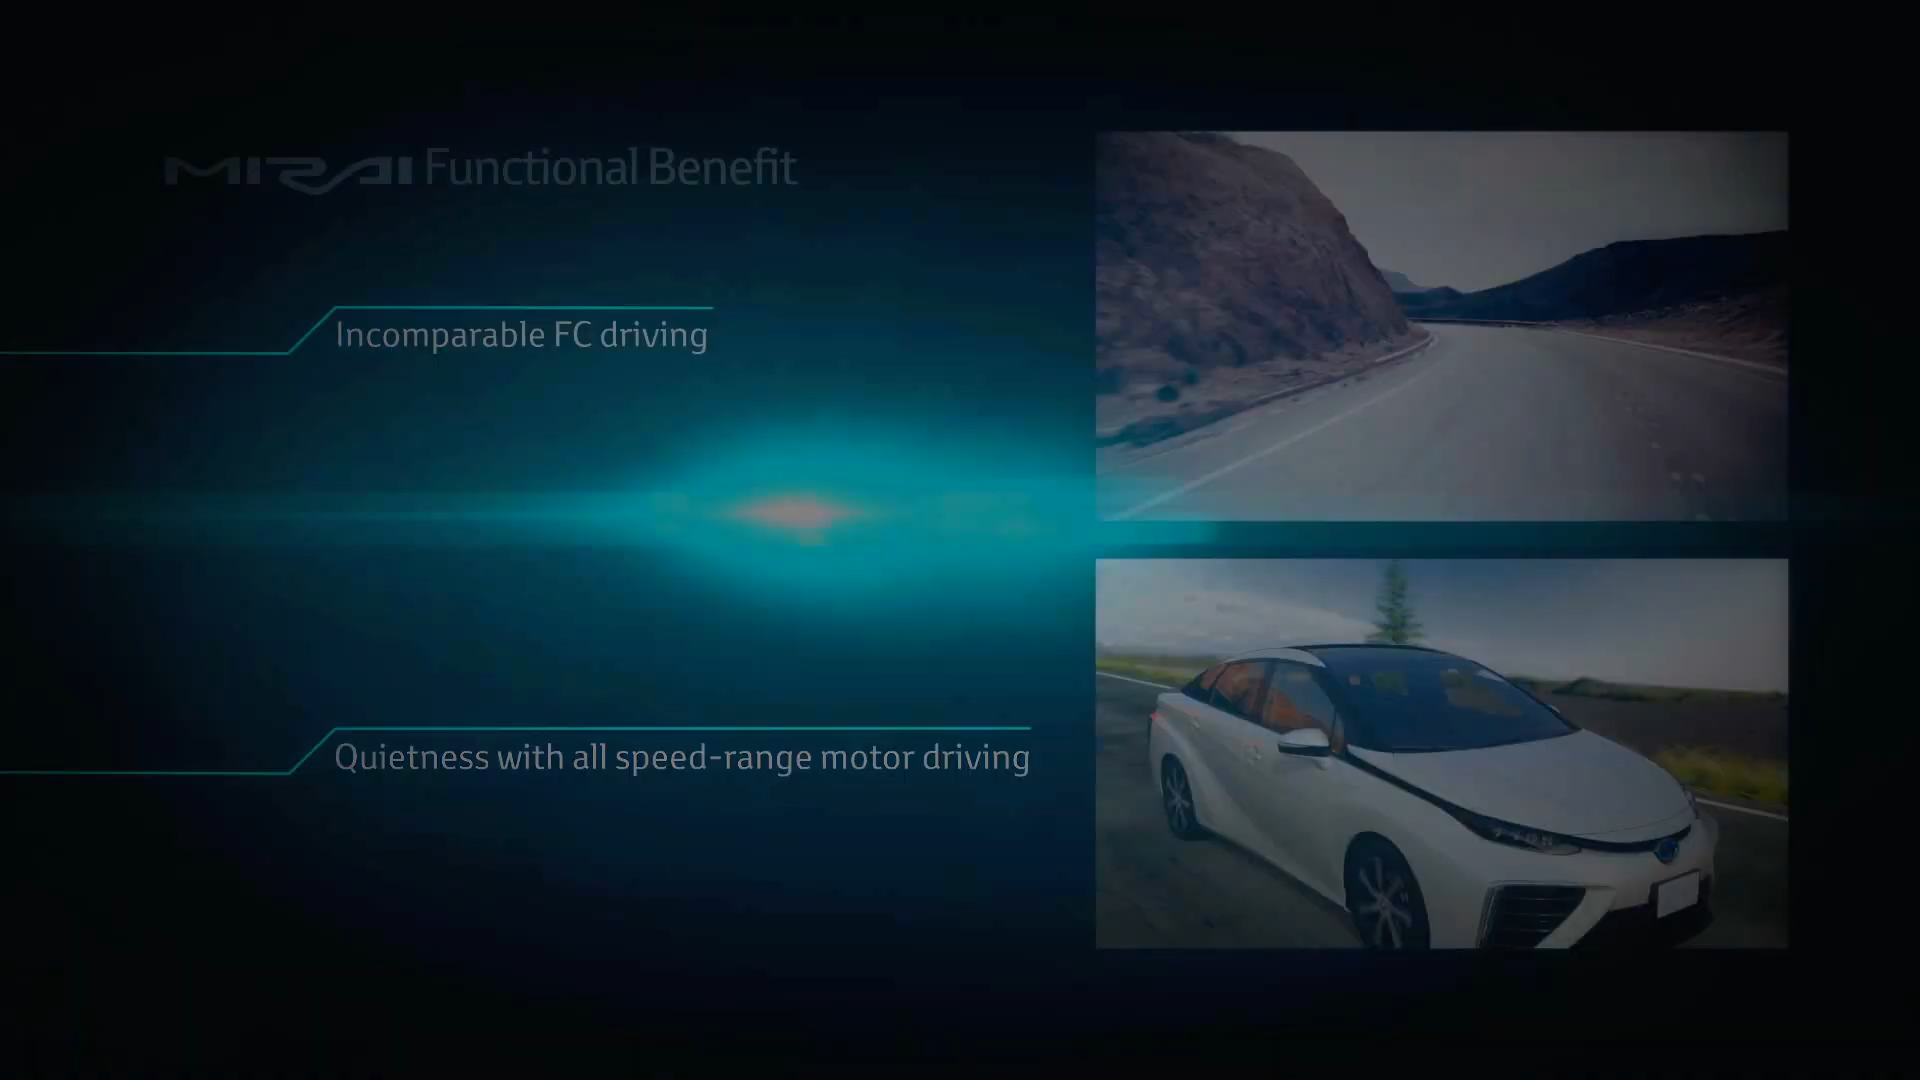 MIRAI Functional Benefit
Incomparable FC driving
Quietness with all speed-range motor driving